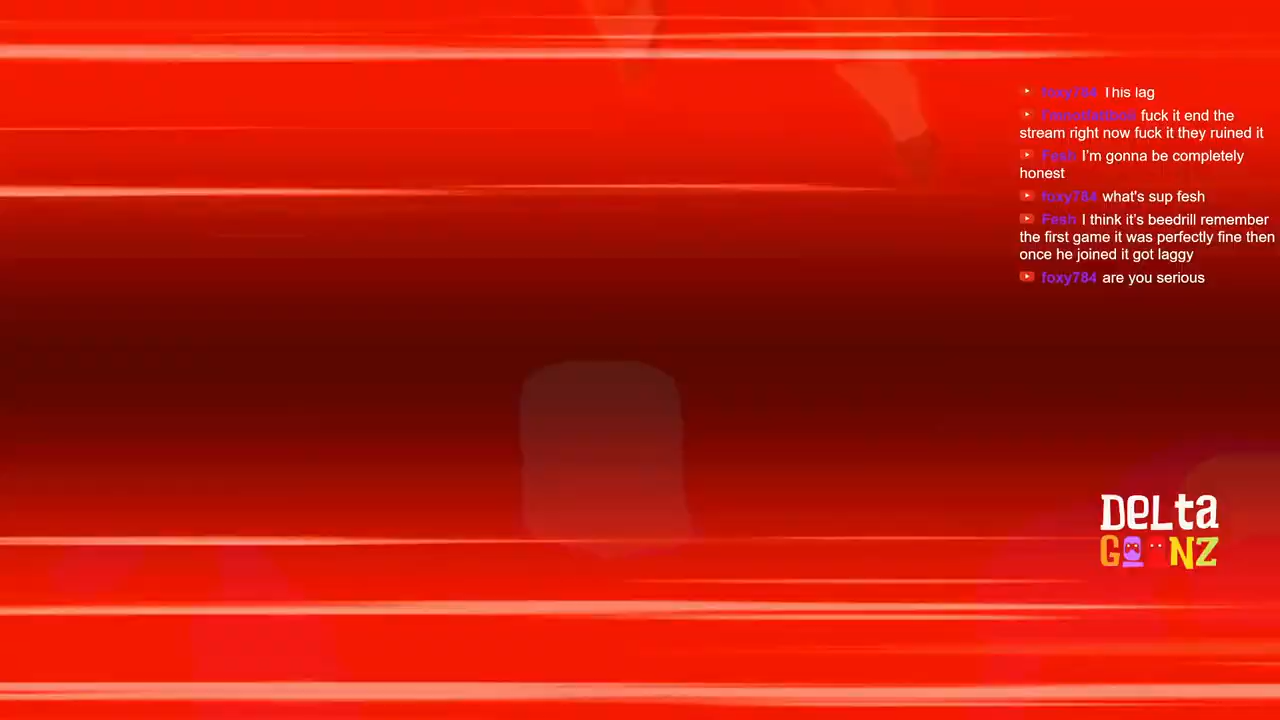 foxy784 This lag
fuck it end the
stream right now fuck it they ruined it
Fesh I'm gonna be completely
honest
foxy784 what's sup fesh
Fesh I think it's beedrill remember
the first game it was perfectly fine then
once he joined it got laggy
foxy784 are you serious
DeLta
GOONZ